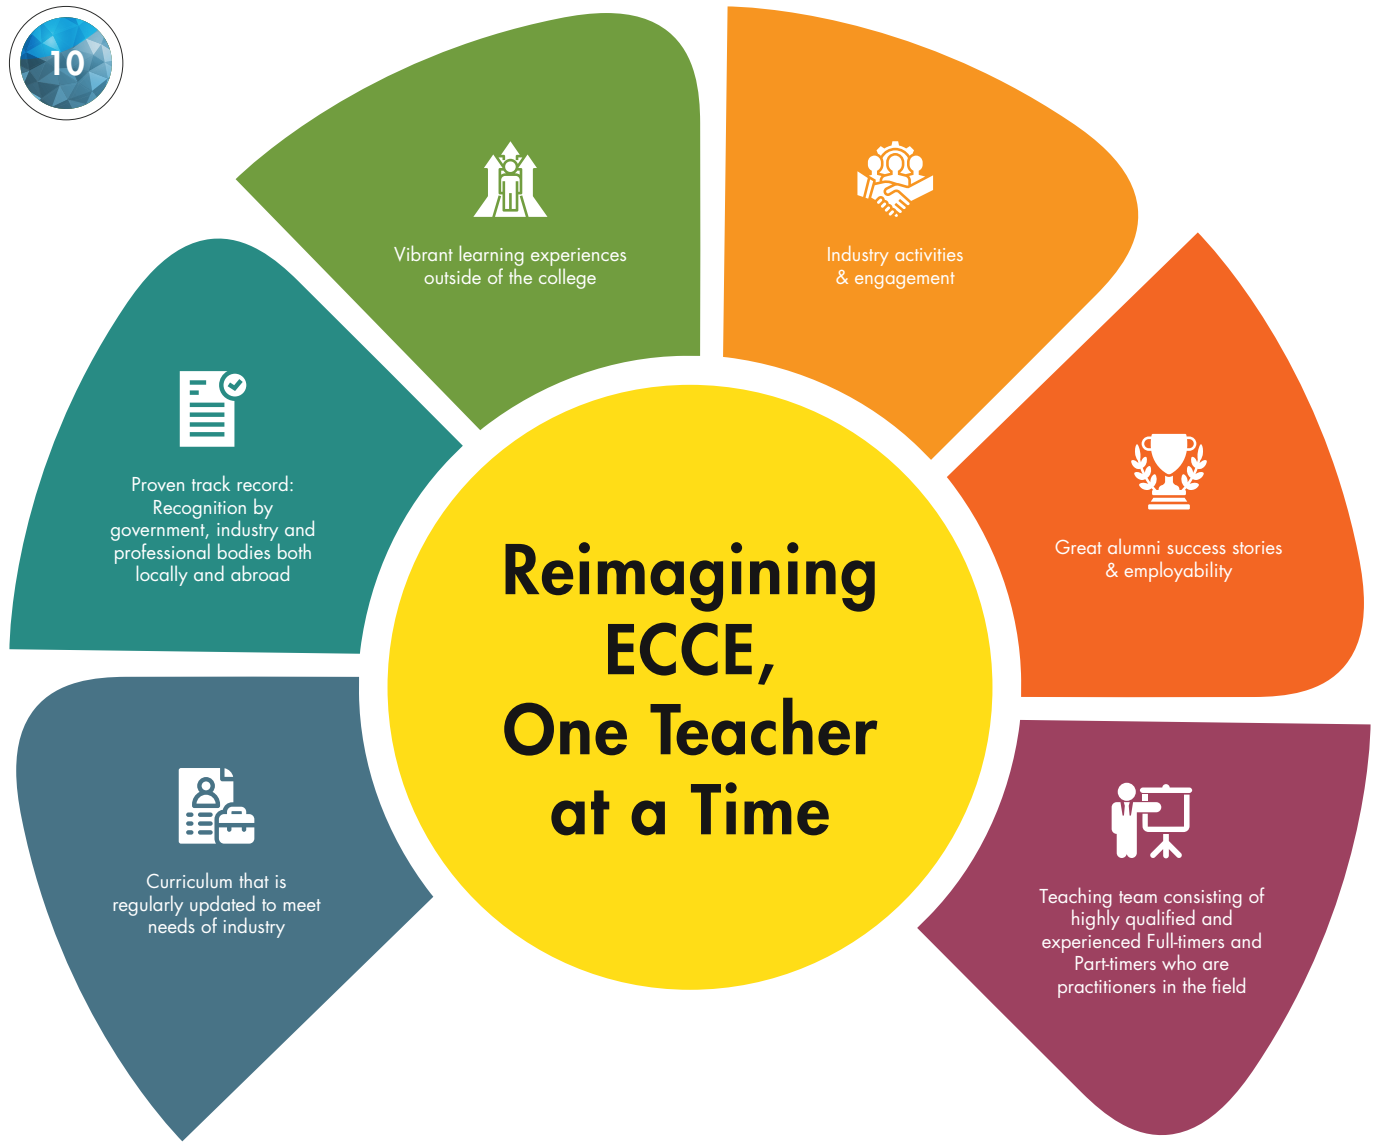 10
Vibrant learning experiences
outside of the college
Industry activities
& engagement
Proven track record:
Recognition by
government, industry and
professional bodies both
locally and abroad
Great alumni success stories
& employability
Reimagining
ECCE,
One Teacher
at a Time
Curriculum that is
regularly updated to meet
needs of industry
Teaching team consisting of
highly qualified and
experienced Full-timers and
Part-timers who are
practitioners in the field